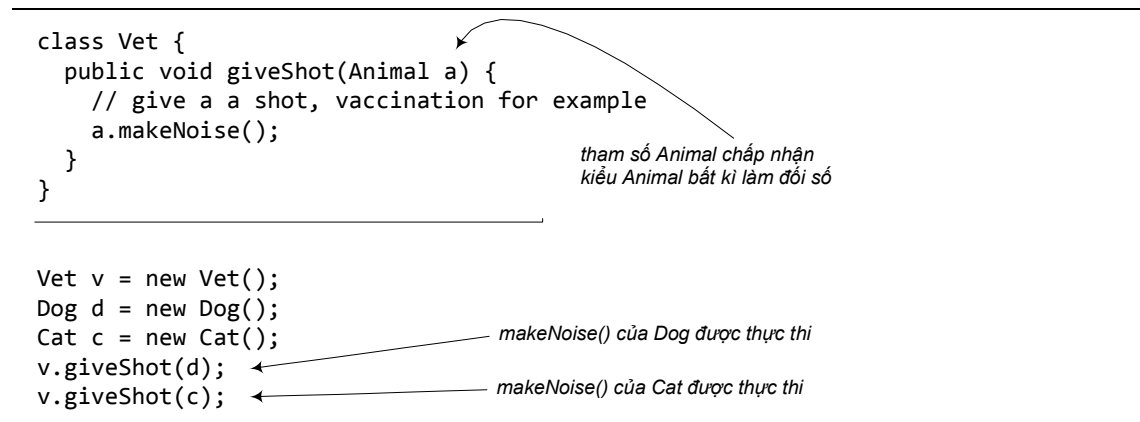 class Vet {
  public void giveShot(Animal a) {
    // give a a shot, vaccination for example
    a.makeNoise();
  }
}
tham số Animal chấp nhận
kiểu Animal bất kì làm đối số
Vet v = new Vet();
Dog d = new Dog();
Cat c = new Cat();
v.giveShot(d);
v.giveShot(c);
makeNoise() của Dog được thực thi
makeNoise() của Cat được thực thi